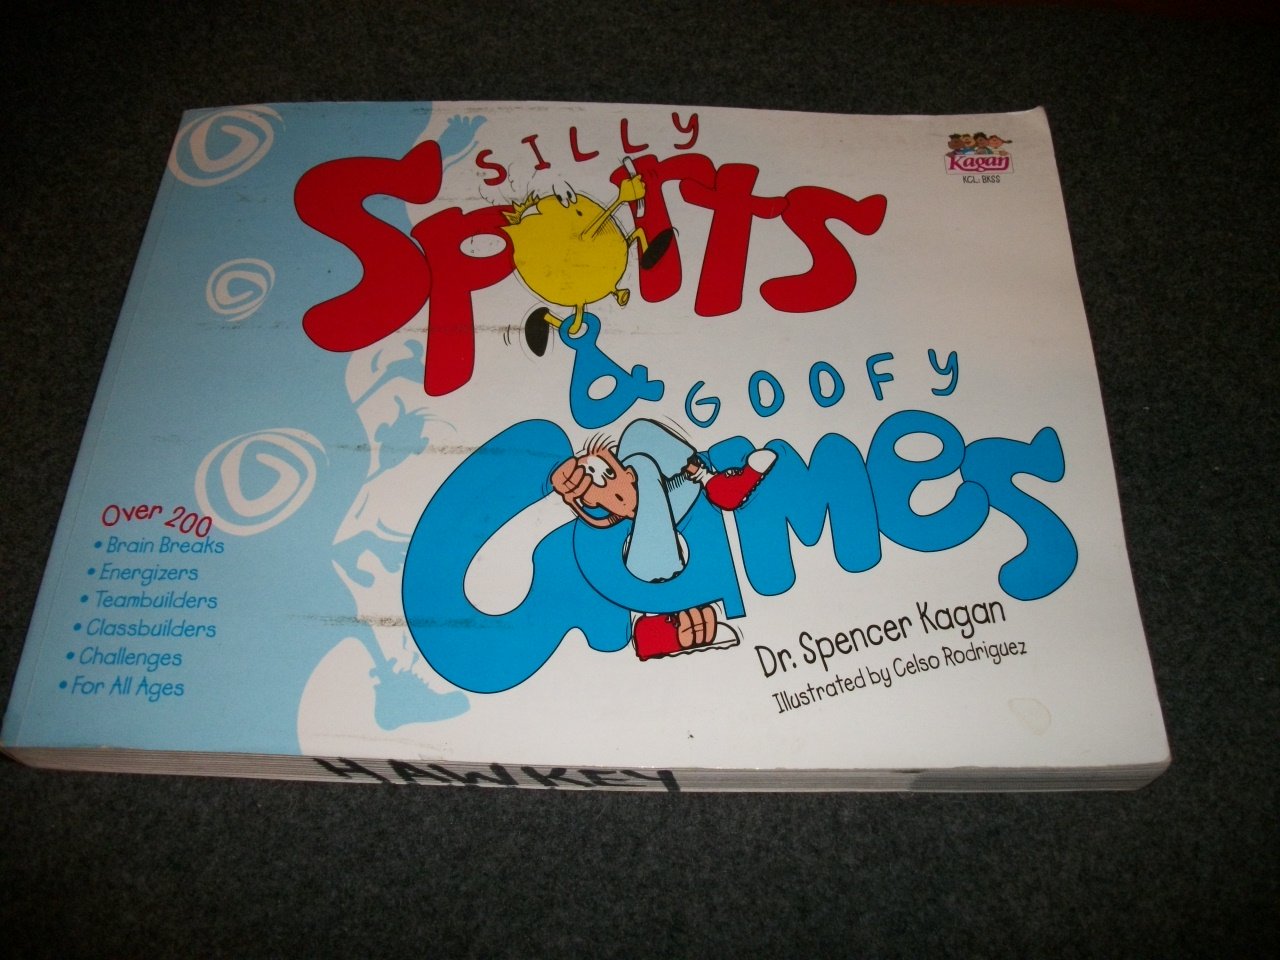 SILLY
Sports
&
GOOFY
Games
Kagan
KCL: BKSS
Over 200
• Brain Breaks
• Energizers
• Teambuilders
• Classbuilders
• Challenges
• For All Ages
Dr. Spencer Kagan
Illustrated by Celso Rodriguez
HAWKEY